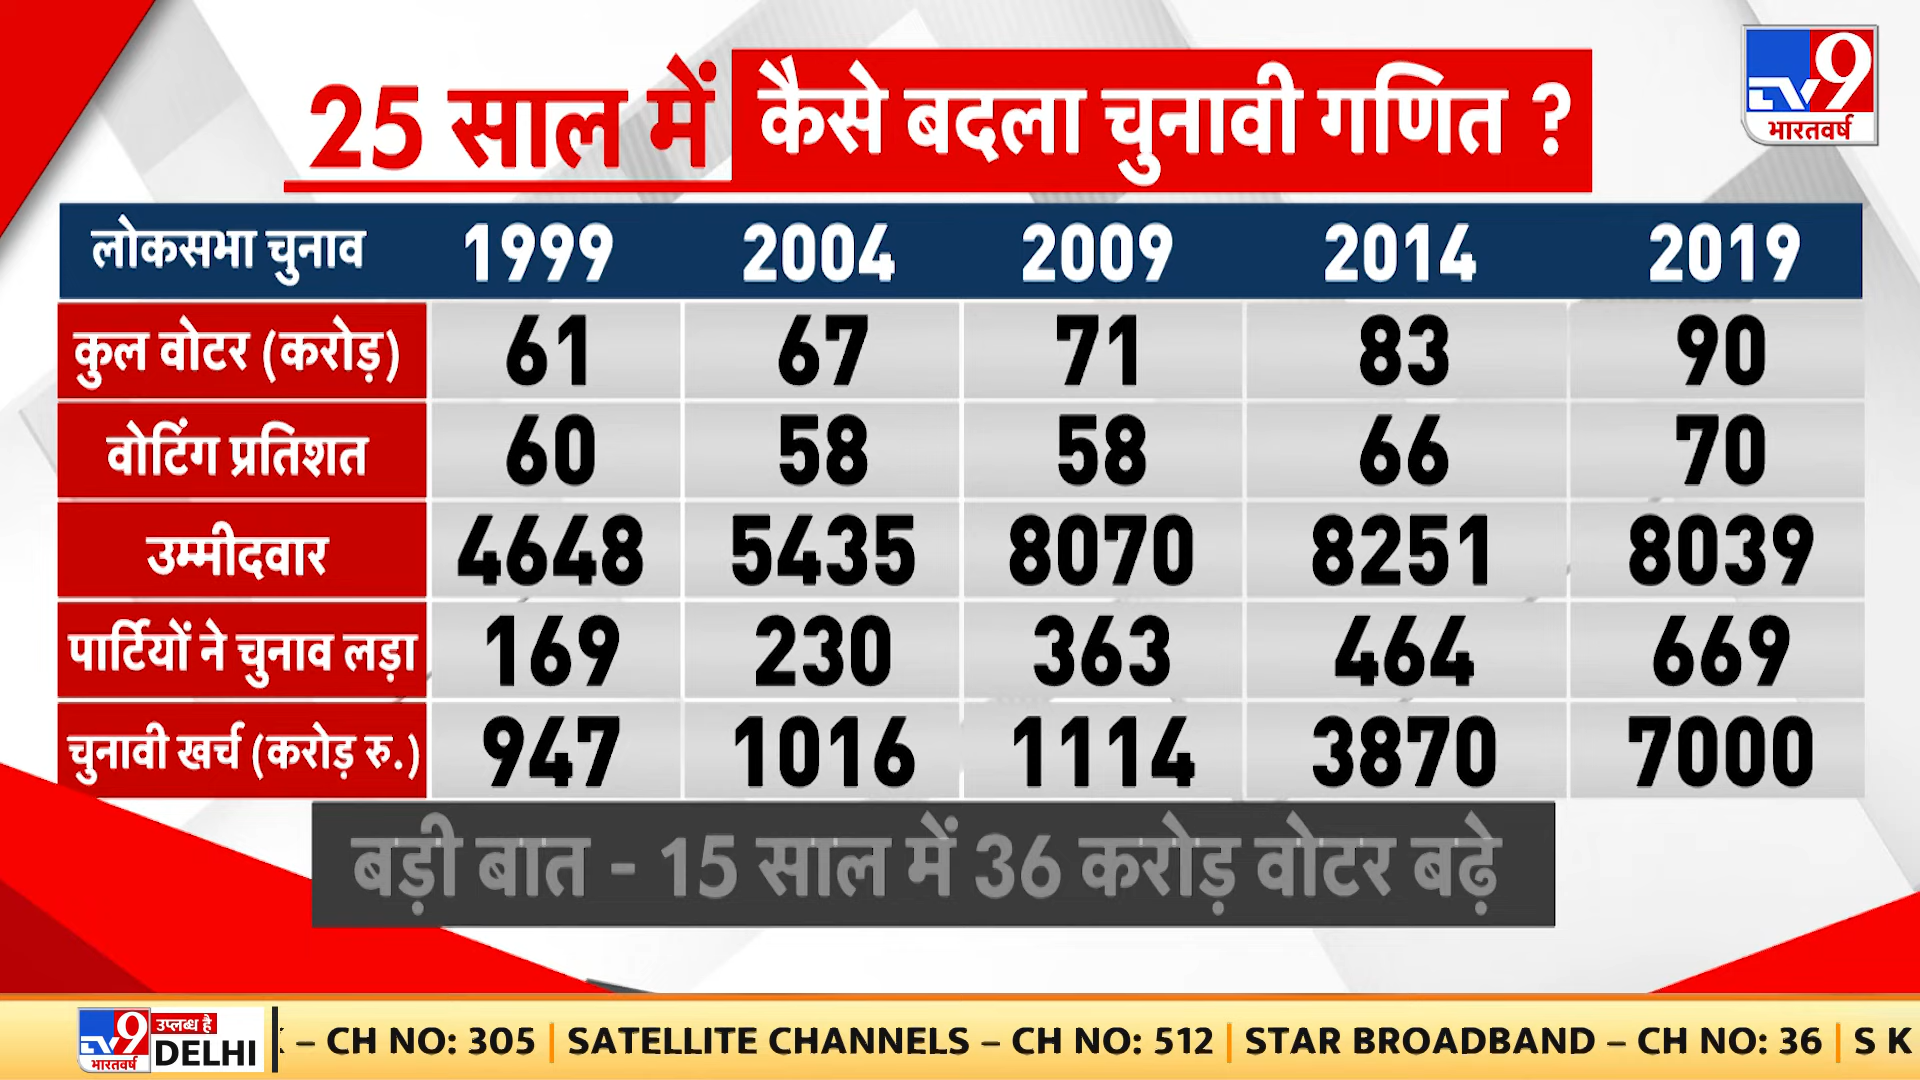 25 साल में कैसे बदला चुनावी गणित ?
TV9
भारतवर्ष
लोकसभा चुनाव 1999 2004 2009 2014 2019
कुल वोटर (करोड़) 61 67 71 83 90
वोटिंग प्रतिशत 60 58 58 66 70
उम्मीदवार 4648 5435 8070 8251 8039
पार्टियों ने चुनाव लड़ा 169 230 363 464 669
चुनावी खर्च (करोड़ रु.) 947 1016 1114 3870 7000
बड़ी बात - 15 साल में 36 करोड़ वोटर बढ़े
TV9 भारतवर्ष उपलब्ध है DELHI – CH NO: 305 | SATELLITE CHANNELS – CH NO: 512 | STAR BROADBAND – CH NO: 36 | S K